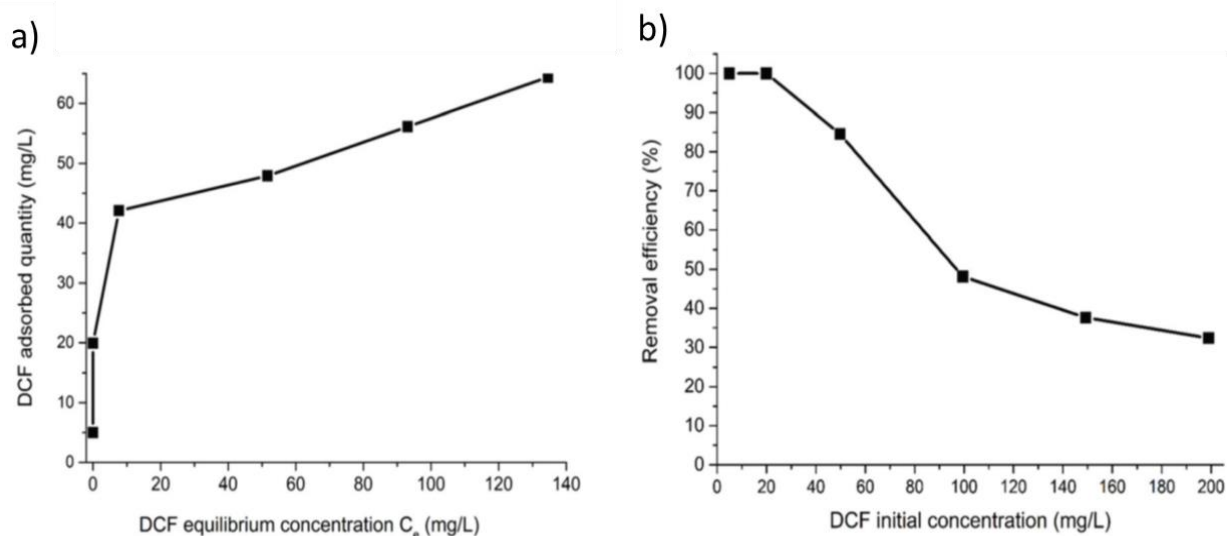 a)
DCF adsorbed quantity (mg/L)
60
50
40
30
20
10
0
0 20 40 60 80 100 120 140
DCF equilibrium concentration Ce (mg/L)
b)
Removal efficiency (%)
100
90
80
70
60
50
40
30
20
10
0
0 20 40 60 80 100 120 140 160 180 200
DCF initial concentration (mg/L)